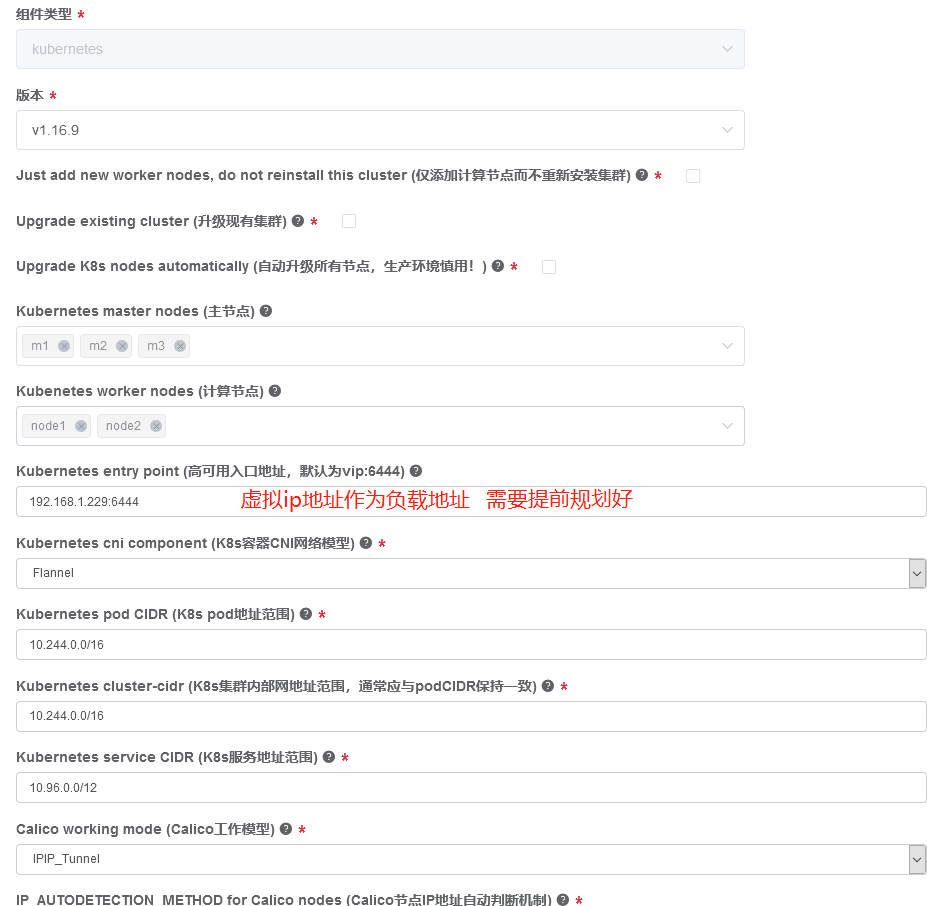 组件类型 *
kubernetes
版本 *
v1.16.9
Just add new worker nodes, do not reinstall this cluster (仅添加计算节点而不重新安装集群) *
Upgrade existing cluster (升级现有集群) *
Upgrade K8s nodes automatically (自动升级所有节点，生产环境慎用！) *
Kubernetes master nodes (主节点)
m1 m2 m3
Kubenetes worker nodes (计算节点)
node1 node2
Kubernetes entry point (高可用入口地址，默认为vip:6444)
192.168.1.229:6444 虚拟ip地址作为负载地址 需要提前规划好
Kubernetes cni component (K8s容器CNI网络模型) *
Flannel
Kubernetes pod CIDR (K8s pod地址范围) *
10.244.0.0/16
Kubernetes cluster-cidr (K8s集群内部网地址范围，通常应与podCIDR保持一致) *
10.244.0.0/16
Kubernetes service CIDR (K8s服务地址范围) *
10.96.0.0/12
Calico working mode (Calico工作模型) *
IPIP_Tunnel
IP_AUTODETECTION_METHOD for Calico nodes (Calico节点IP地址自动判断机制) *